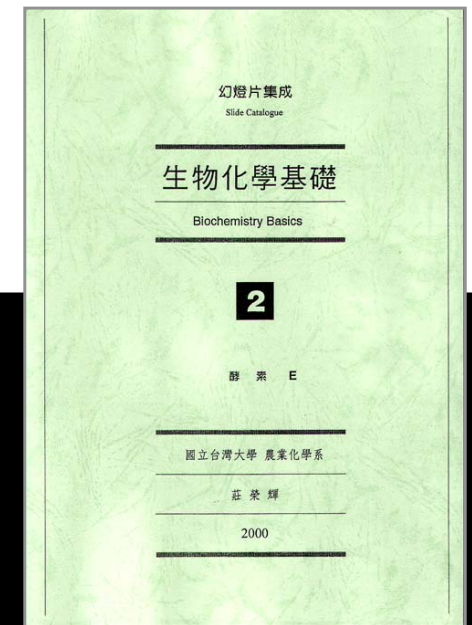 幻燈片集成
Slide Catalogue
生物化學基礎
Biochemistry Basics
2
酵 素 E
國立台灣大學 農業化學系
莊 榮 輝
2000